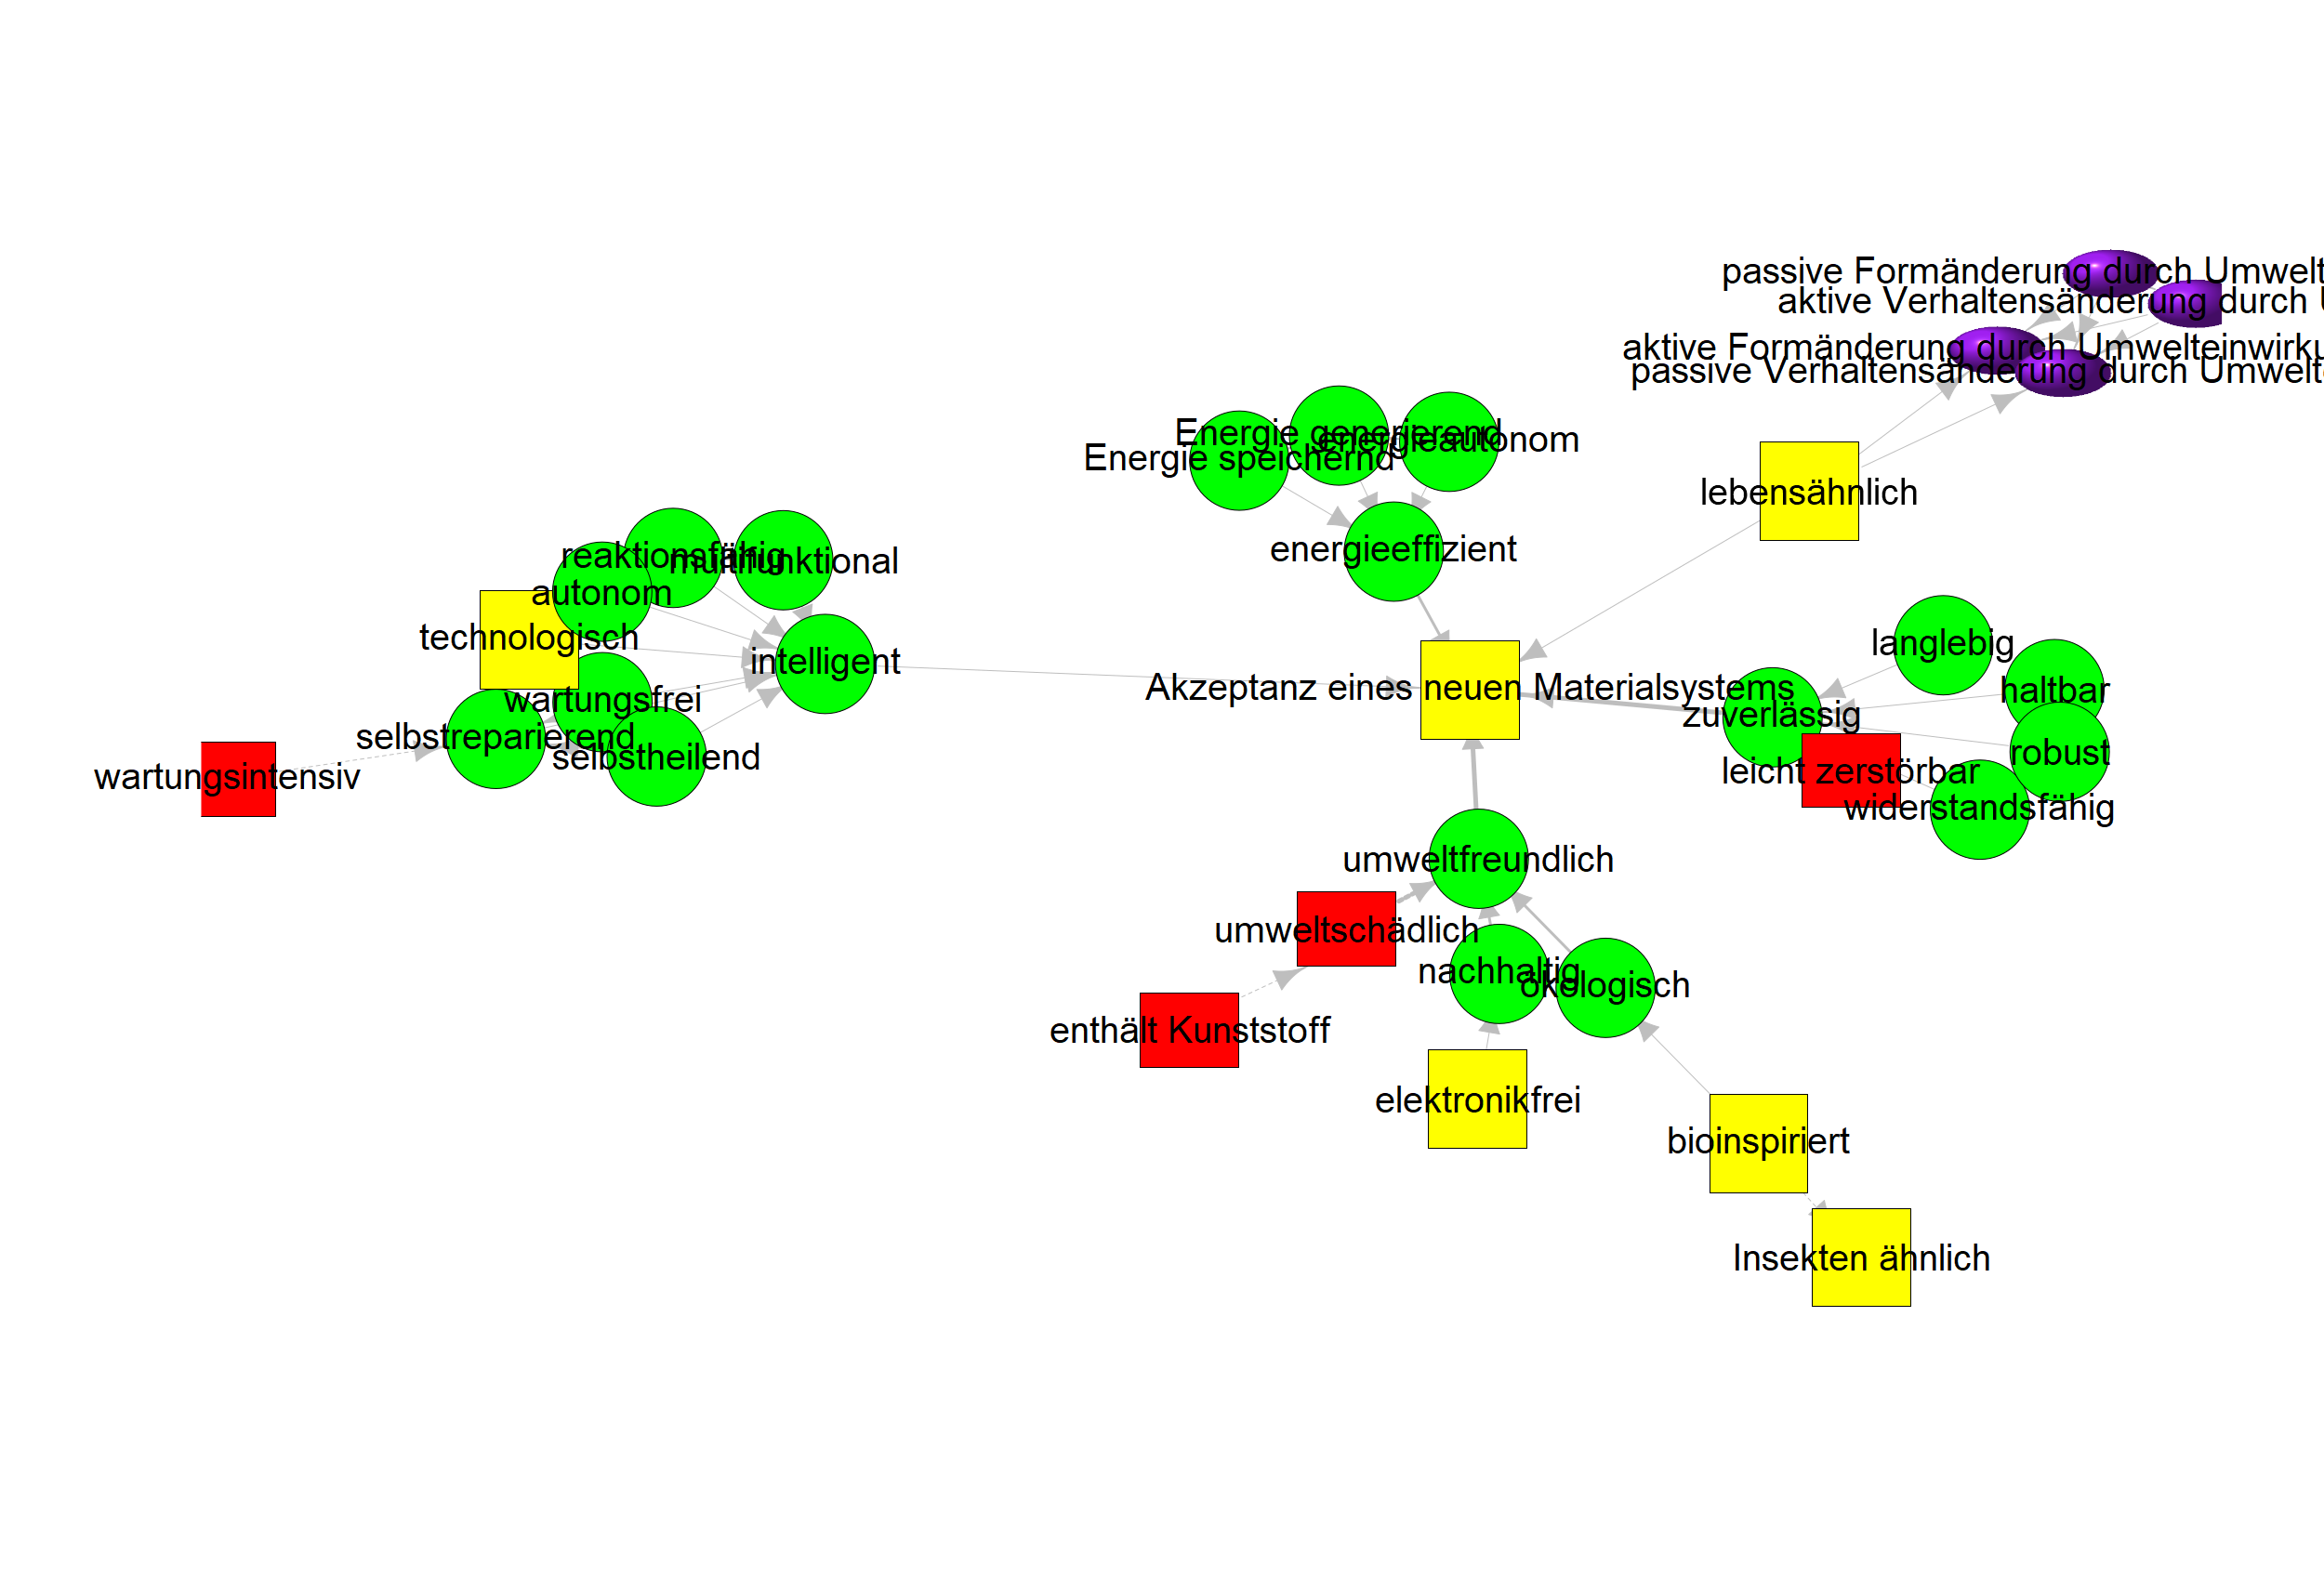 passive Formänderung durch Umwelt
aktive Verhaltensänderung durch
aktive Formänderung durch Umwelteinwirku
passive Verhaltensänderung durch Umwelt
Energie generierend
energieautonom
Energie speichernd
lebensähnlich
energieeffizient
reaktionsfähig
multifunktional
autonom
technologisch
intelligent
langlebig
Akzeptanz eines neuen Materialsystems
haltbar
wartungsfrei
zuverlässig
selbstreparierend
selbstheilend
robust
wartungsintensiv
leicht zerstörbar
widerstandsfähig
umweltfreundlich
umweltschädlich
nachhaltig
ökologisch
enthält Kunststoff
elektronikfrei
bioinspiriert
Insekten ähnlich